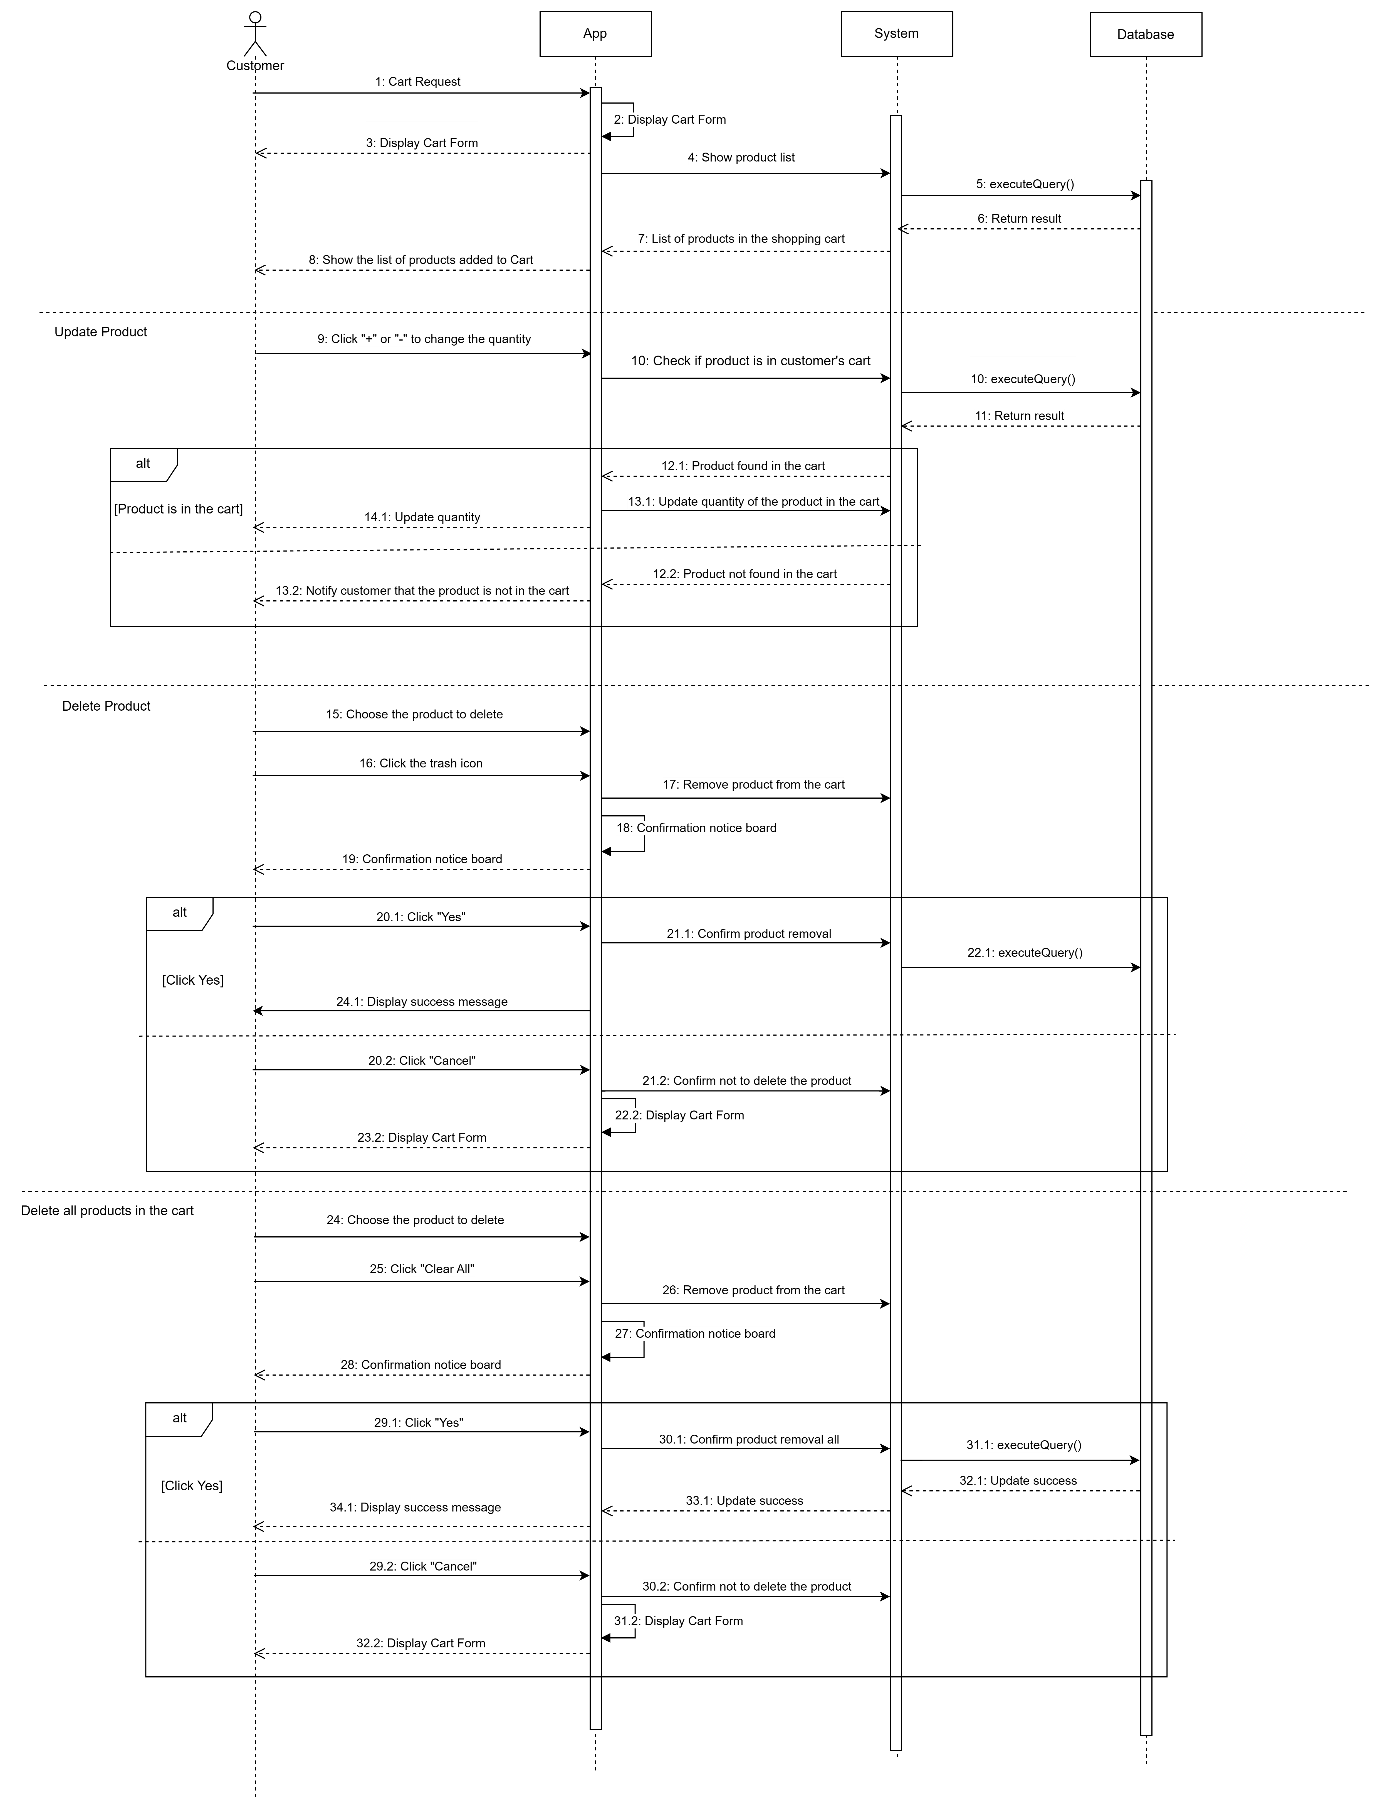 Customer
App
System
Database
1: Cart Request
2: Display Cart Form
3: Display Cart Form
4: Show product list
5: executeQuery()
6: Return result
7: List of products in the shopping cart
8: Show the list of products added to Cart
Update Product
9: Click "+" or "-" to change the quantity
10: Check if product is in customer's cart
10: executeQuery()
11: Return result
alt
12.1: Product found in the cart
[Product is in the cart]
13.1: Update quantity of the product in the cart
14.1: Update quantity
12.2: Product not found in the cart
13.2: Notify customer that the product is not in the cart
Delete Product
15: Choose the product to delete
16: Click the trash icon
17: Remove product from the cart
18: Confirmation notice board
19: Confirmation notice board
alt
20.1: Click "Yes"
21.1: Confirm product removal
22.1: executeQuery()
[Click Yes]
24.1: Display success message
20.2: Click "Cancel"
21.2: Confirm not to delete the product
22.2: Display Cart Form
23.2: Display Cart Form
Delete all products in the cart
24: Choose the product to delete
25: Click "Clear All"
26: Remove product from the cart
27: Confirmation notice board
28: Confirmation notice board
alt
29.1: Click "Yes"
30.1: Confirm product removal all
31.1: executeQuery()
[Click Yes]
32.1: Update success
33.1: Update success
34.1: Display success message
29.2: Click "Cancel"
30.2: Confirm not to delete the product
31.2: Display Cart Form
32.2: Display Cart Form